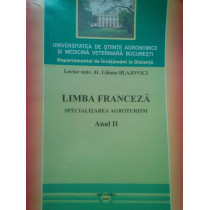 UNIVERSITATEA DE ŞTIINŢE AGRONOMICE
ŞI MEDICINĂ VETERINARĂ BUCUREŞTI
Departamentul de Învăţământ la Distanţă
Lector univ. dr. Liliana BLAJOVICI
LIMBA FRANCEZĂ
SPECIALIZAREA AGROTURISM
Anul II